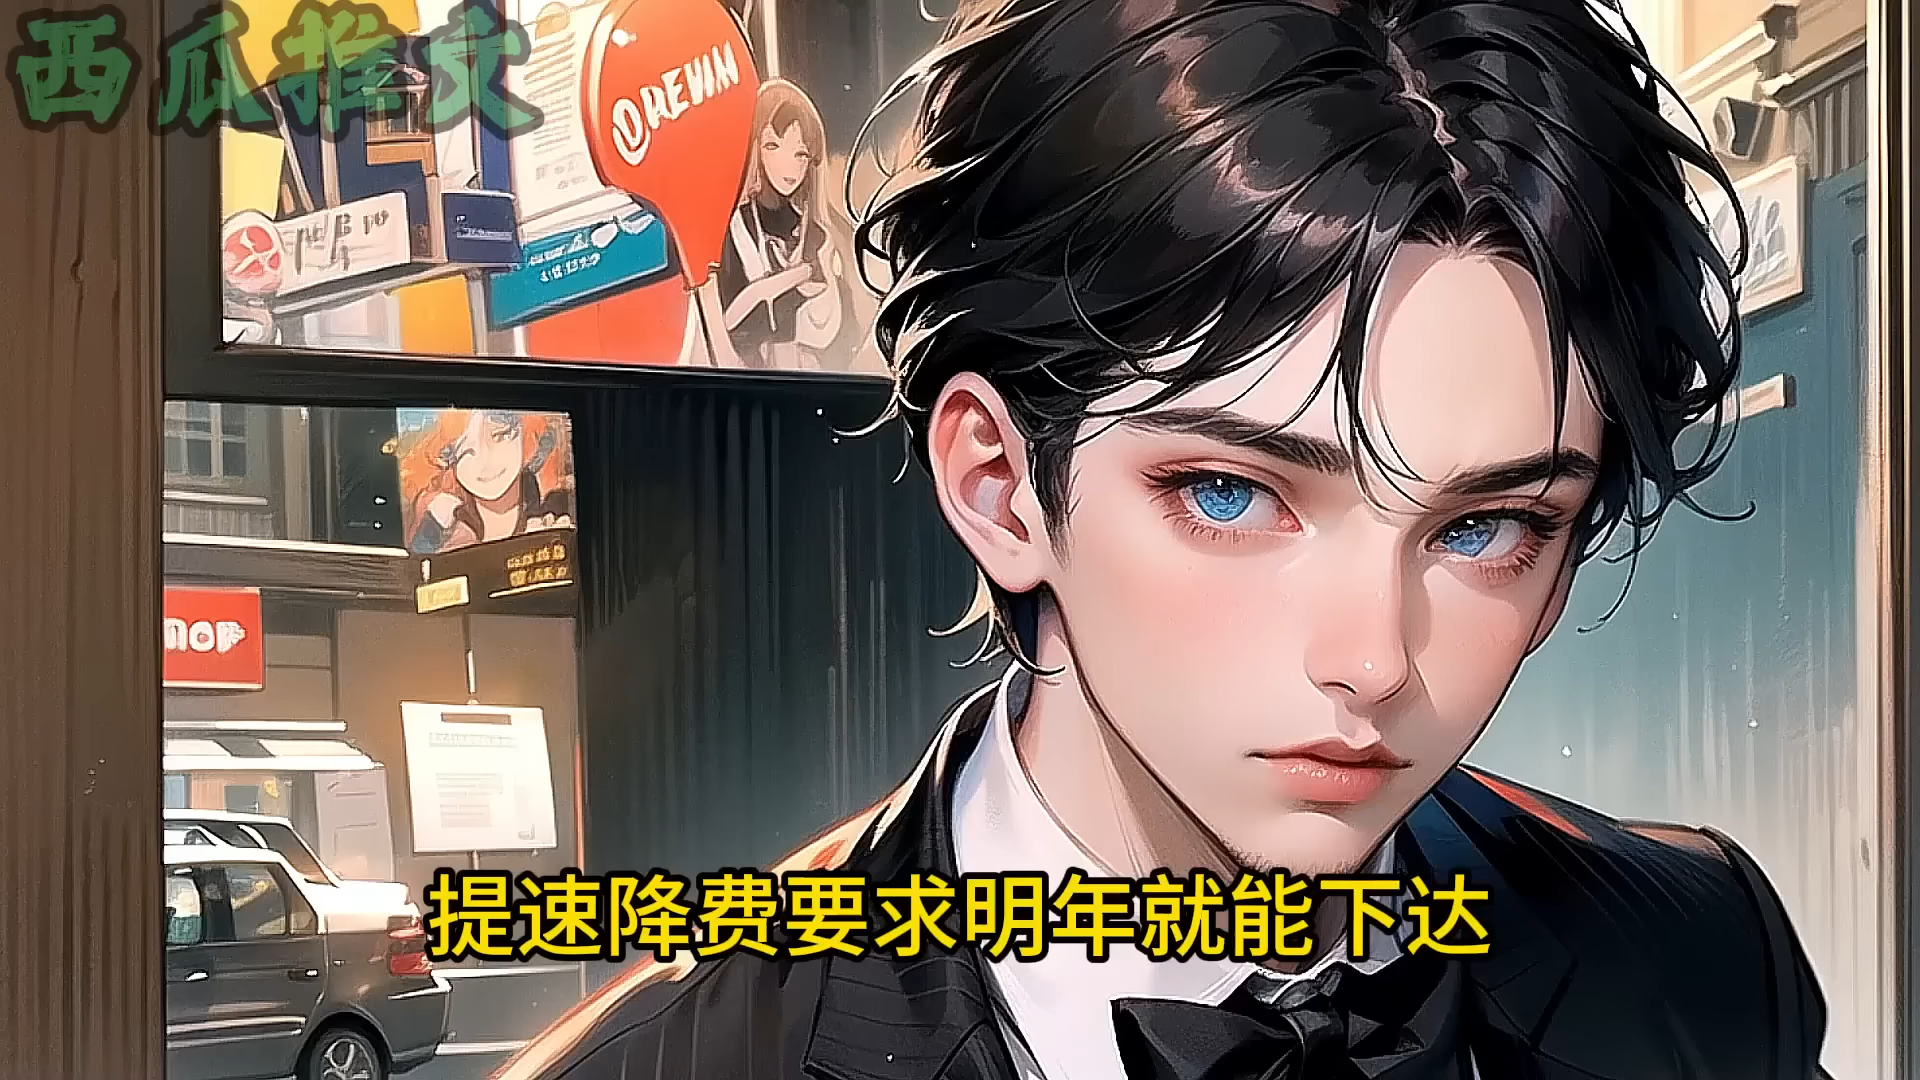 西瓜推文
提速降费要求明年就能下达